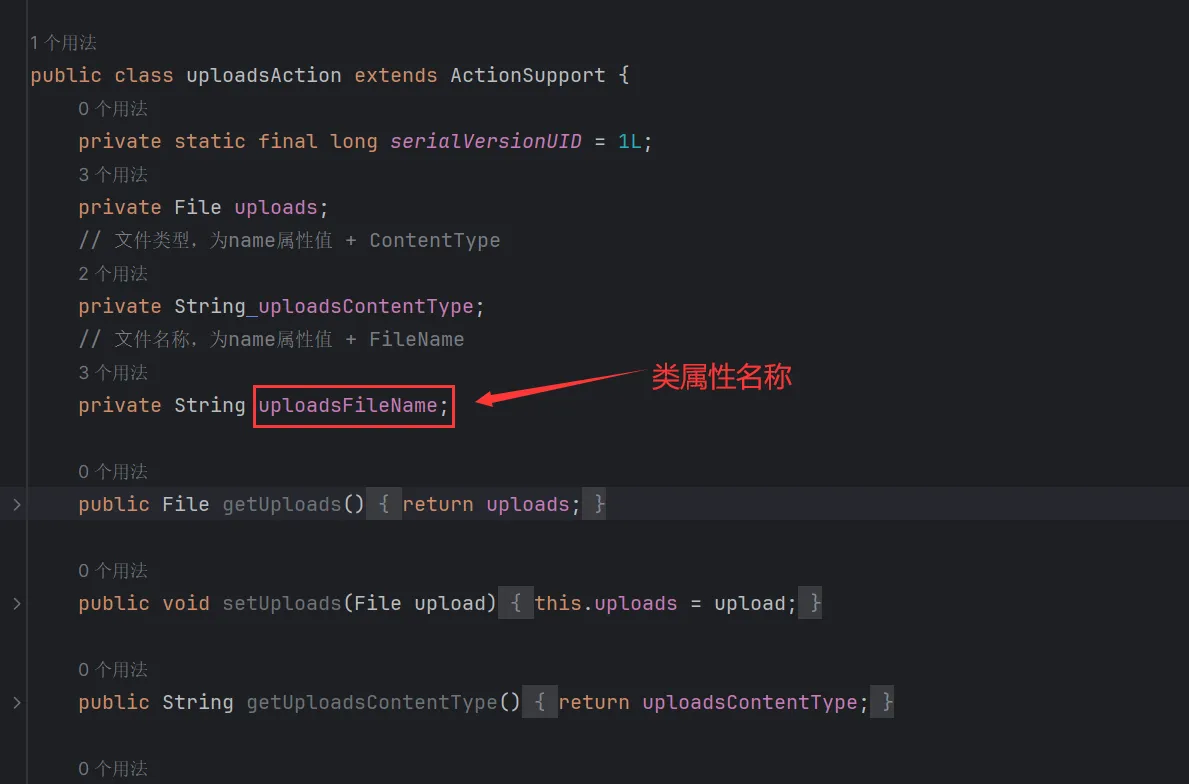 1 个用法
public class uploadsAction extends ActionSupport {
0 个用法
private static final long serialVersionUID = 1L;
3 个用法
private File uploads;
// 文件类型，为name属性值 + ContentType
2 个用法
private String uploadsContentType;
// 文件名称，为name属性值 + FileName
3 个用法
类属性名称
private String uploadsFileName;
0 个用法
public File getUploads() { return uploads; }
0 个用法
public void setUploads(File upload) { this.uploads = upload; }
0 个用法
public String getUploadsContentType() { return uploadsContentType; }
0 个用法